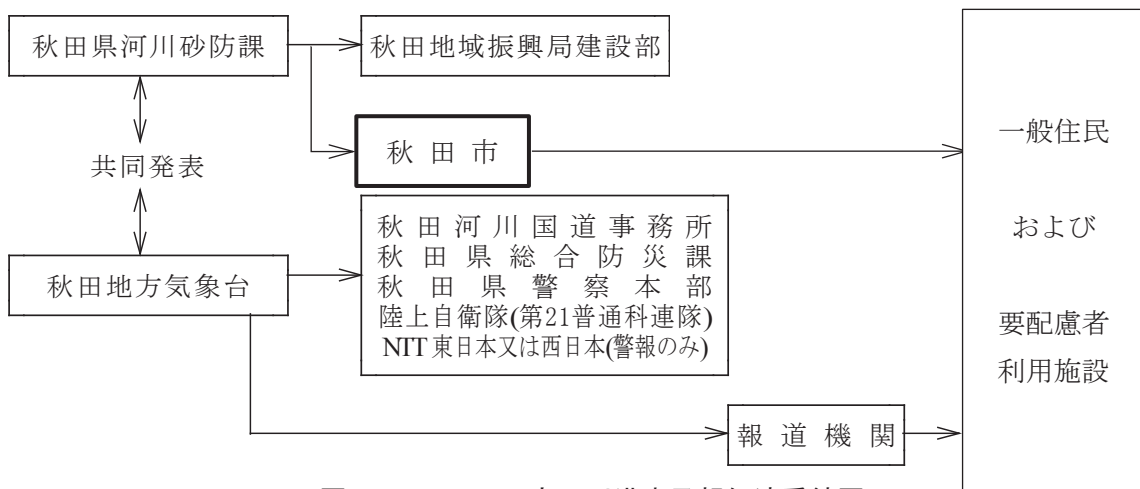 秋田県河川砂防課
秋田地域振興局建設部
共同発表
秋田市
秋田地方気象台
秋田河川国道事務所
秋田県総合防災課
秋田県警察本部
陸上自衛隊(第21普通科連隊)
NTT東日本又は西日本(警報のみ)
報道機関
一般住民
および
要配慮者
利用施設